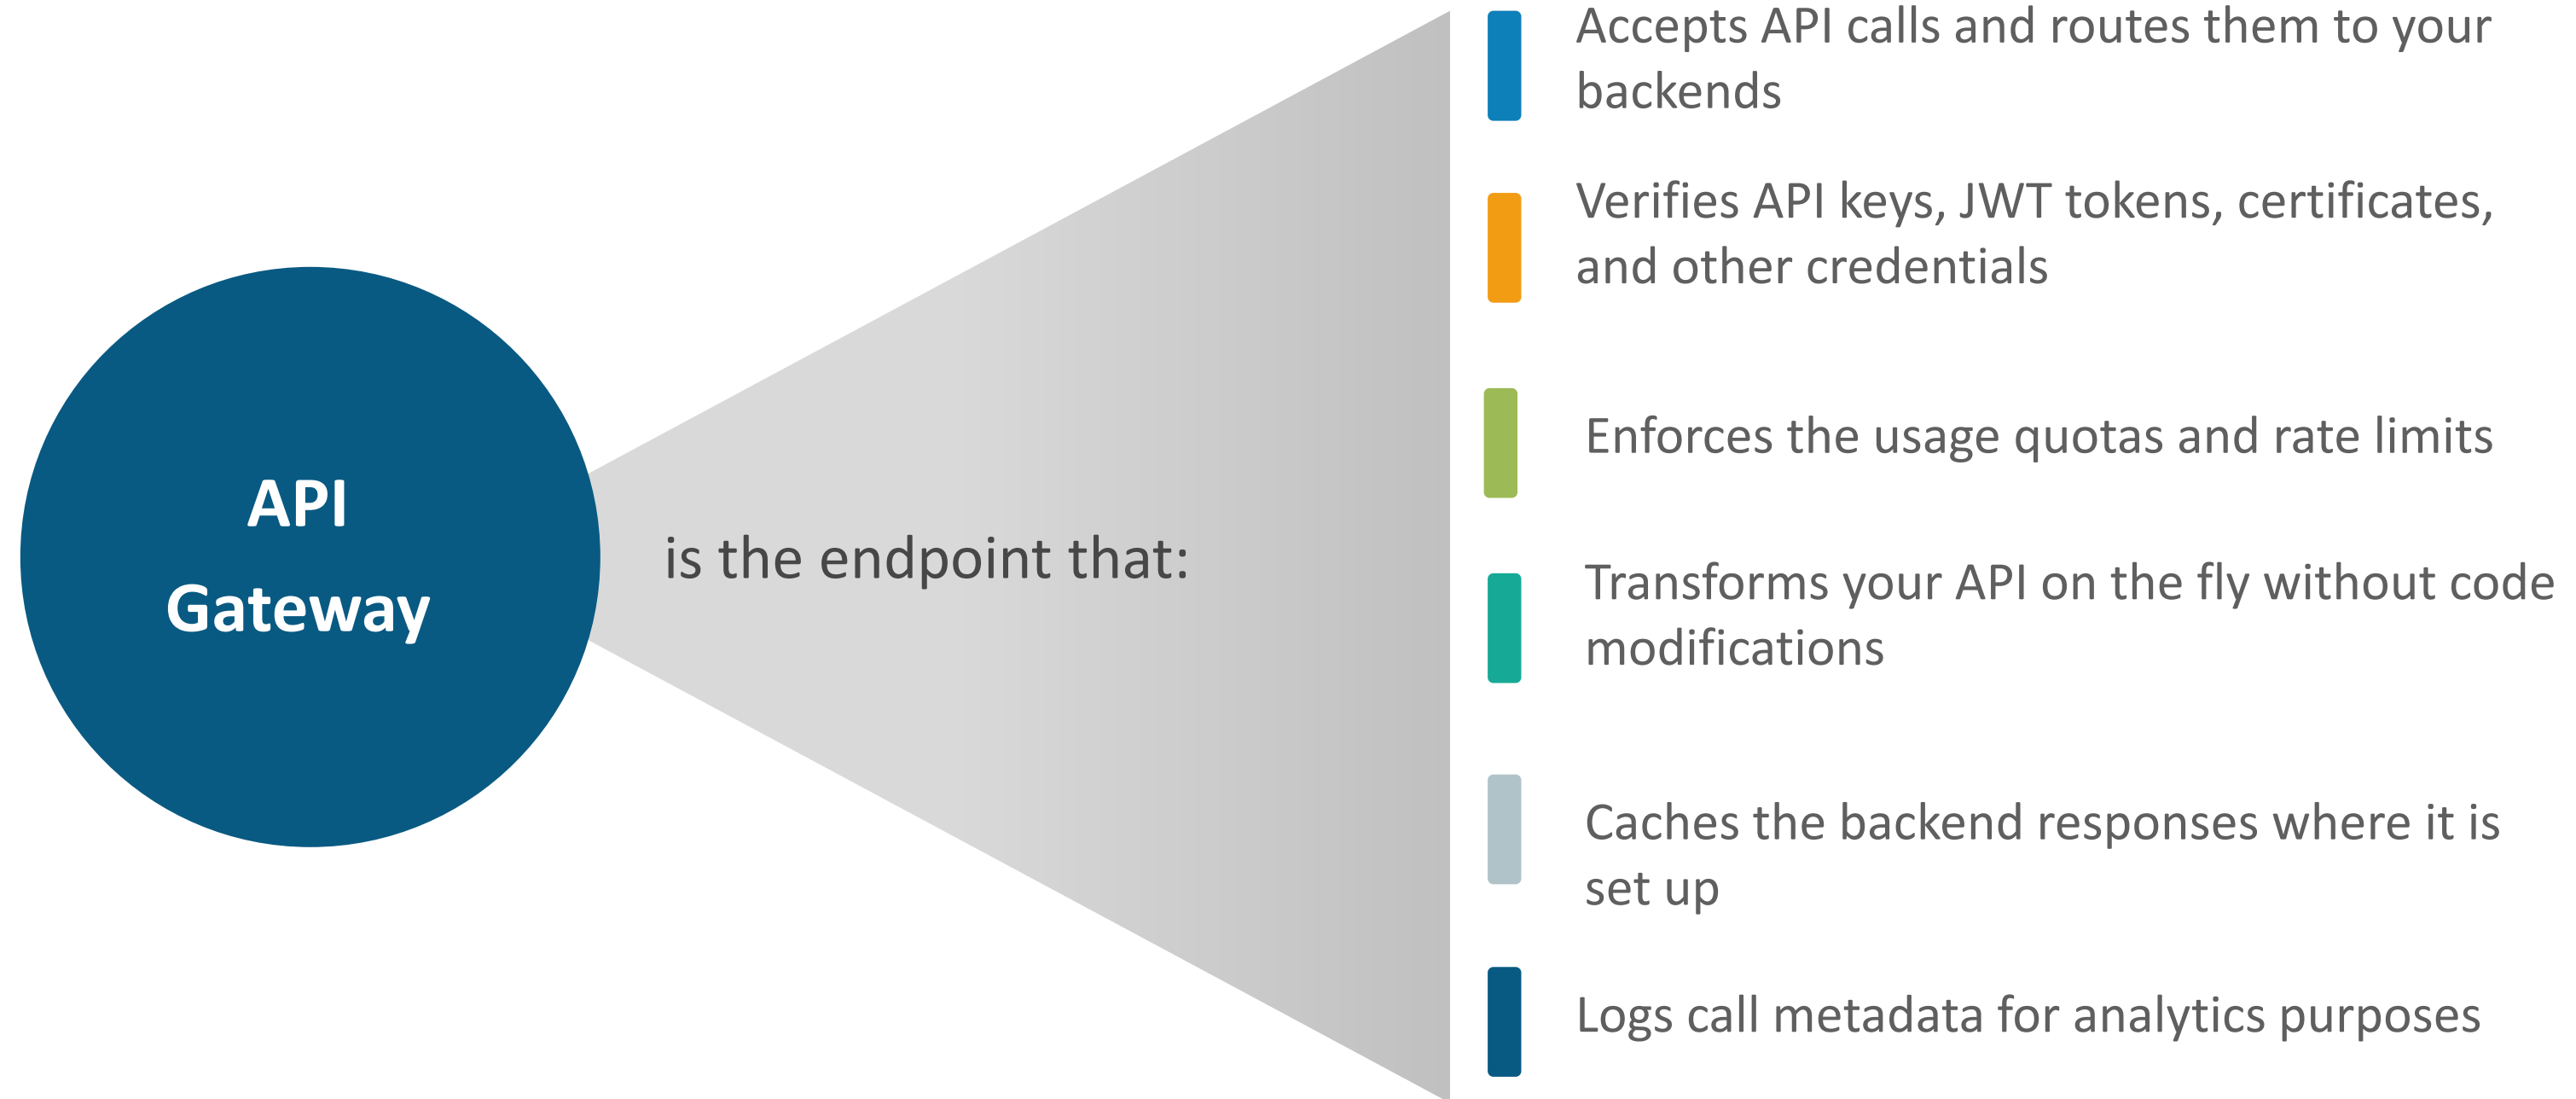 API
Gateway
is the endpoint that:
Accepts API calls and routes them to your
backends
Verifies API keys, JWT tokens, certificates,
and other credentials
Enforces the usage quotas and rate limits
Transforms your API on the fly without code
modifications
Caches the backend responses where it is
set up
Logs call metadata for analytics purposes